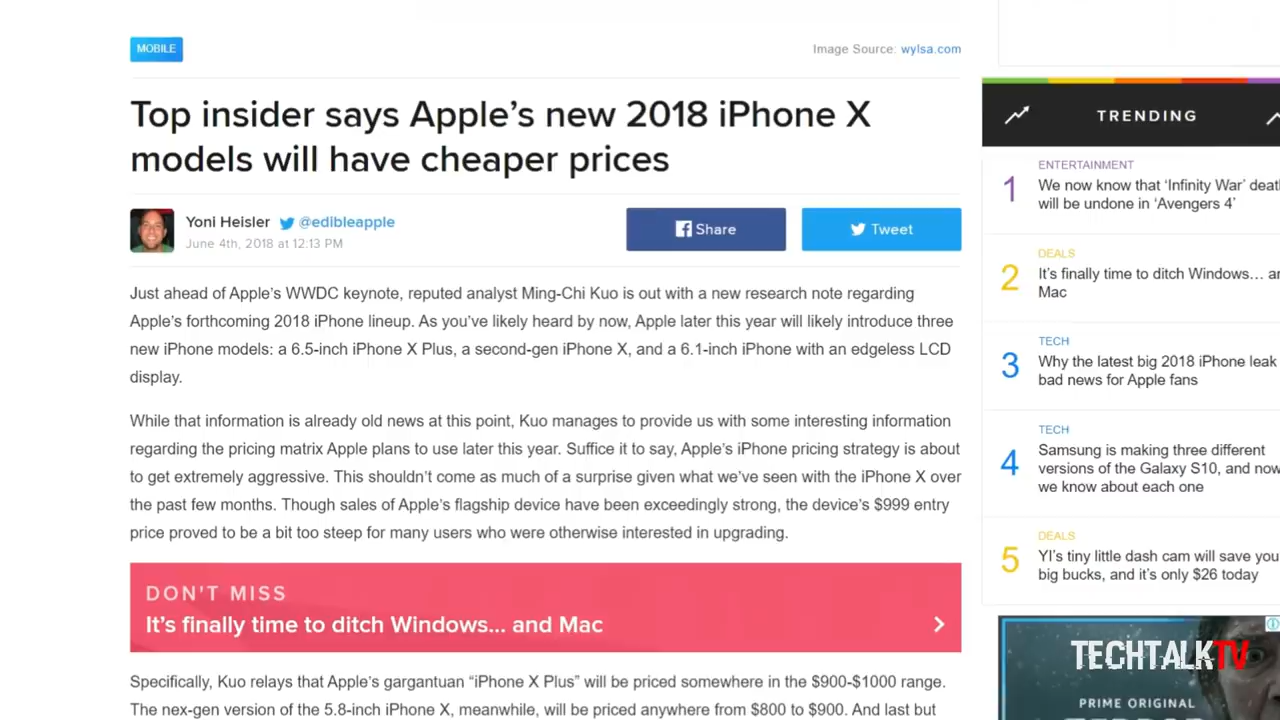 MOBILE
Image Source: wylsa.com
Top insider says Apple’s new 2018 iPhone X
models will have cheaper prices
Yoni Heisler @edibleapple
June 4th, 2018 at 12:13 PM
Share
Tweet
Just ahead of Apple’s WWDC keynote, reputed analyst Ming-Chi Kuo is out with a new research note regarding
Apple’s forthcoming 2018 iPhone lineup. As you’ve likely heard by now, Apple later this year will likely introduce three
new iPhone models: a 6.5-inch iPhone X Plus, a second-gen iPhone X, and a 6.1-inch iPhone with an edgeless LCD
display.
While that information is already old news at this point, Kuo manages to provide us with some interesting information
regarding the pricing matrix Apple plans to use later this year. Suffice it to say, Apple’s iPhone pricing strategy is about
to get extremely aggressive. This shouldn’t come as much of a surprise given what we’ve seen with the iPhone X over
the past few months. Though sales of Apple’s flagship device have been exceedingly strong, the device’s $999 entry
price proved to be a bit too steep for many users who were otherwise interested in upgrading.
DON'T MISS
It’s finally time to ditch Windows… and Mac
Specifically, Kuo relays that Apple’s gargantuan “iPhone X Plus” will be priced somewhere in the $900-$1000 range.
The nex-gen version of the 5.8-inch iPhone X, meanwhile, will be priced anywhere from $800 to $900. And last but
TRENDING
1
ENTERTAINMENT
We now know that ‘Infinity War’ deat
will be undone in ‘Avengers 4’
2
DEALS
It’s finally time to ditch Windows… an
Mac
3
TECH
Why the latest big 2018 iPhone leak
bad news for Apple fans
4
TECH
Samsung is making three different
versions of the Galaxy S10, and now
we know about each one
5
DEALS
YI’s tiny little dash cam will save you
big bucks, and it’s only $26 today
TECHTALKTV
PRIME ORIGINAL